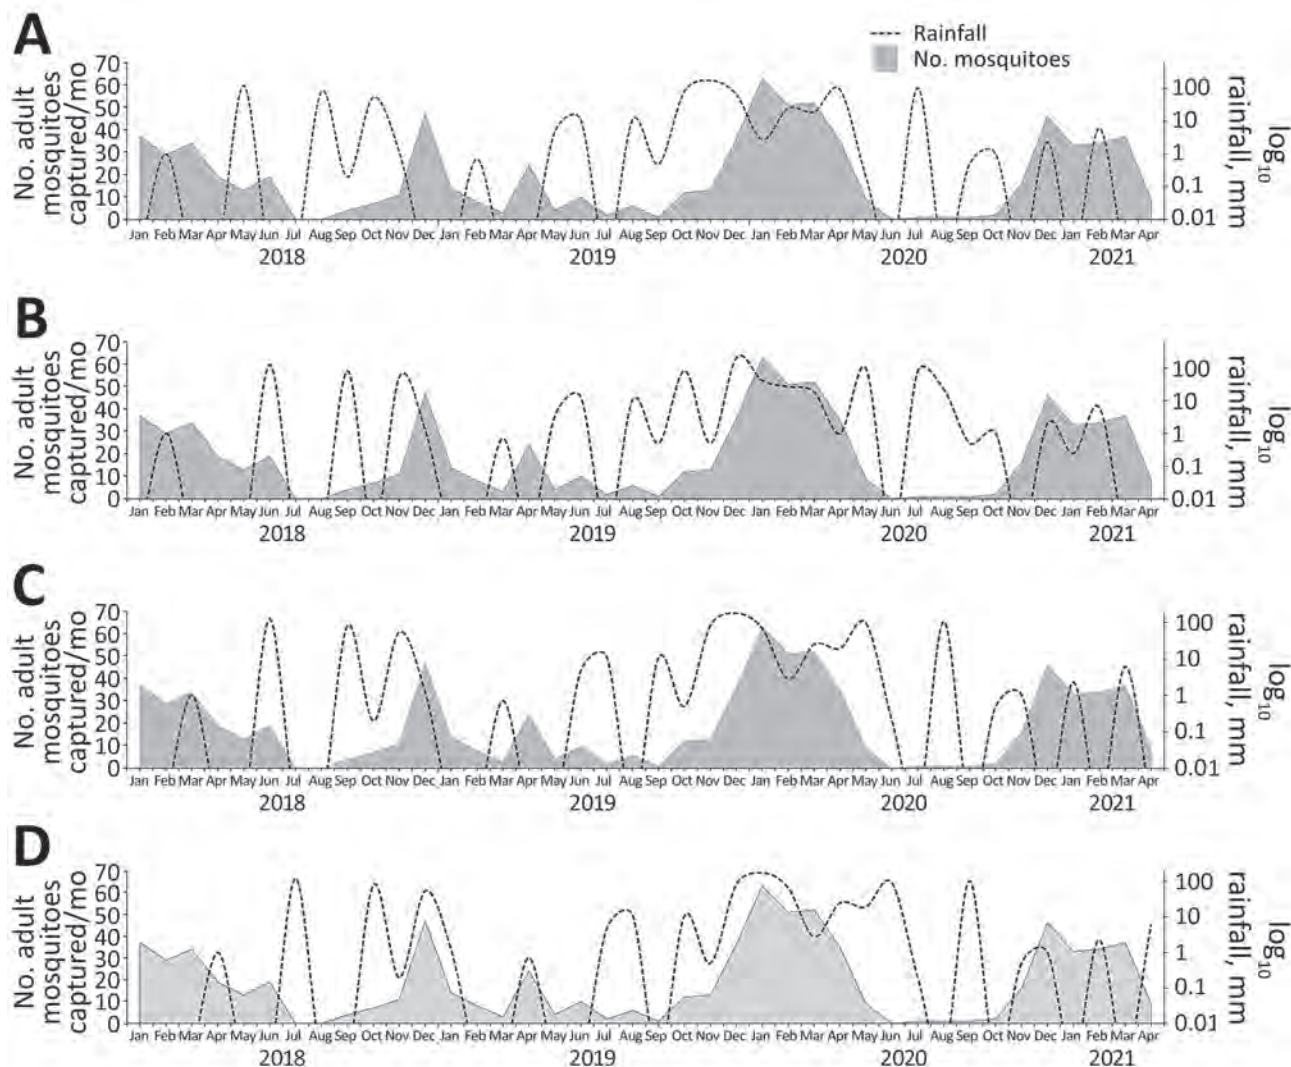 A
Rainfall
No. mosquitoes
No. adult
mosquitoes
captured/mo
70
60
50
40
30
20
10
0
100
10
1
0.1
0.01
log10
rainfall, mm
Jan Feb Mar Apr May Jun Jul Aug Sep Oct Nov Dec Jan Feb Mar Apr May Jun Jul Aug Sep Oct Nov Dec Jan Feb Mar Apr May Jun Jul Aug Sep Oct Nov Dec Jan Feb Mar Apr
2018 2019 2020 2021
B
No. adult
mosquitoes
captured/mo
70
60
50
40
30
20
10
0
100
10
1
0.1
0.01
log10
rainfall, mm
Jan Feb Mar Apr May Jun Jul Aug Sep Oct Nov Dec Jan Feb Mar Apr May Jun Jul Aug Sep Oct Nov Dec Jan Feb Mar Apr May Jun Jul Aug Sep Oct Nov Dec Jan Feb Mar Apr
2018 2019 2020 2021
C
No. adult
mosquitoes
captured/mo
70
60
50
40
30
20
10
0
100
10
1
0.1
0.01
log10
rainfall, mm
Jan Feb Mar Apr May Jun Jul Aug Sep Oct Nov Dec Jan Feb Mar Apr May Jun Jul Aug Sep Oct Nov Dec Jan Feb Mar Apr May Jun Jul Aug Sep Oct Nov Dec Jan Feb Mar Apr
2018 2019 2020 2021
D
No. adult
mosquitoes
captured/mo
70
60
50
40
30
20
10
0
100
10
1
0.1
0.01
log10
rainfall, mm
Jan Feb Mar Apr May Jun Jul Aug Sep Oct Nov Dec Jan Feb Mar Apr May Jun Jul Aug Sep Oct Nov Dec Jan Feb Mar Apr May Jun Jul Aug Sep Oct Nov Dec Jan Feb Mar Apr
2018 2019 2020 2021